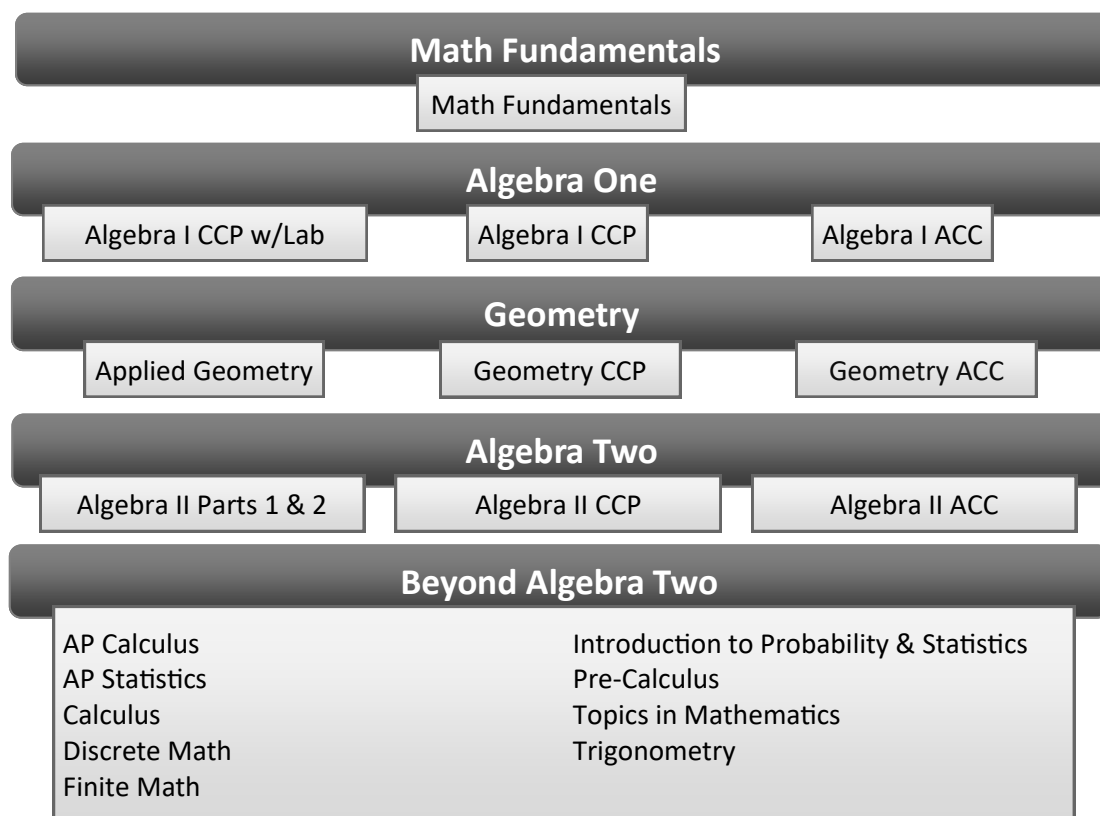 Math Fundamentals
Math Fundamentals
Algebra One
Algebra I CCP w/Lab
Algebra I CCP
Algebra I ACC
Geometry
Applied Geometry
Geometry CCP
Geometry ACC
Algebra Two
Algebra II Parts 1 & 2
Algebra II CCP
Algebra II ACC
Beyond Algebra Two
AP Calculus
AP Statistics
Calculus
Discrete Math
Finite Math
Introduction to Probability & Statistics
Pre-Calculus
Topics in Mathematics
Trigonometry